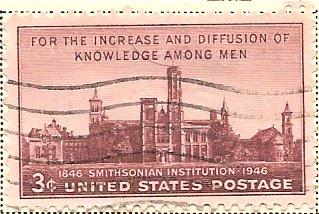 FOR THE INCREASE AND DIFFUSION OF
KNOWLEDGE AMONG MEN
1846 · SMITHSONIAN INSTITUTION · 1946
3¢ UNITED STATES POSTAGE